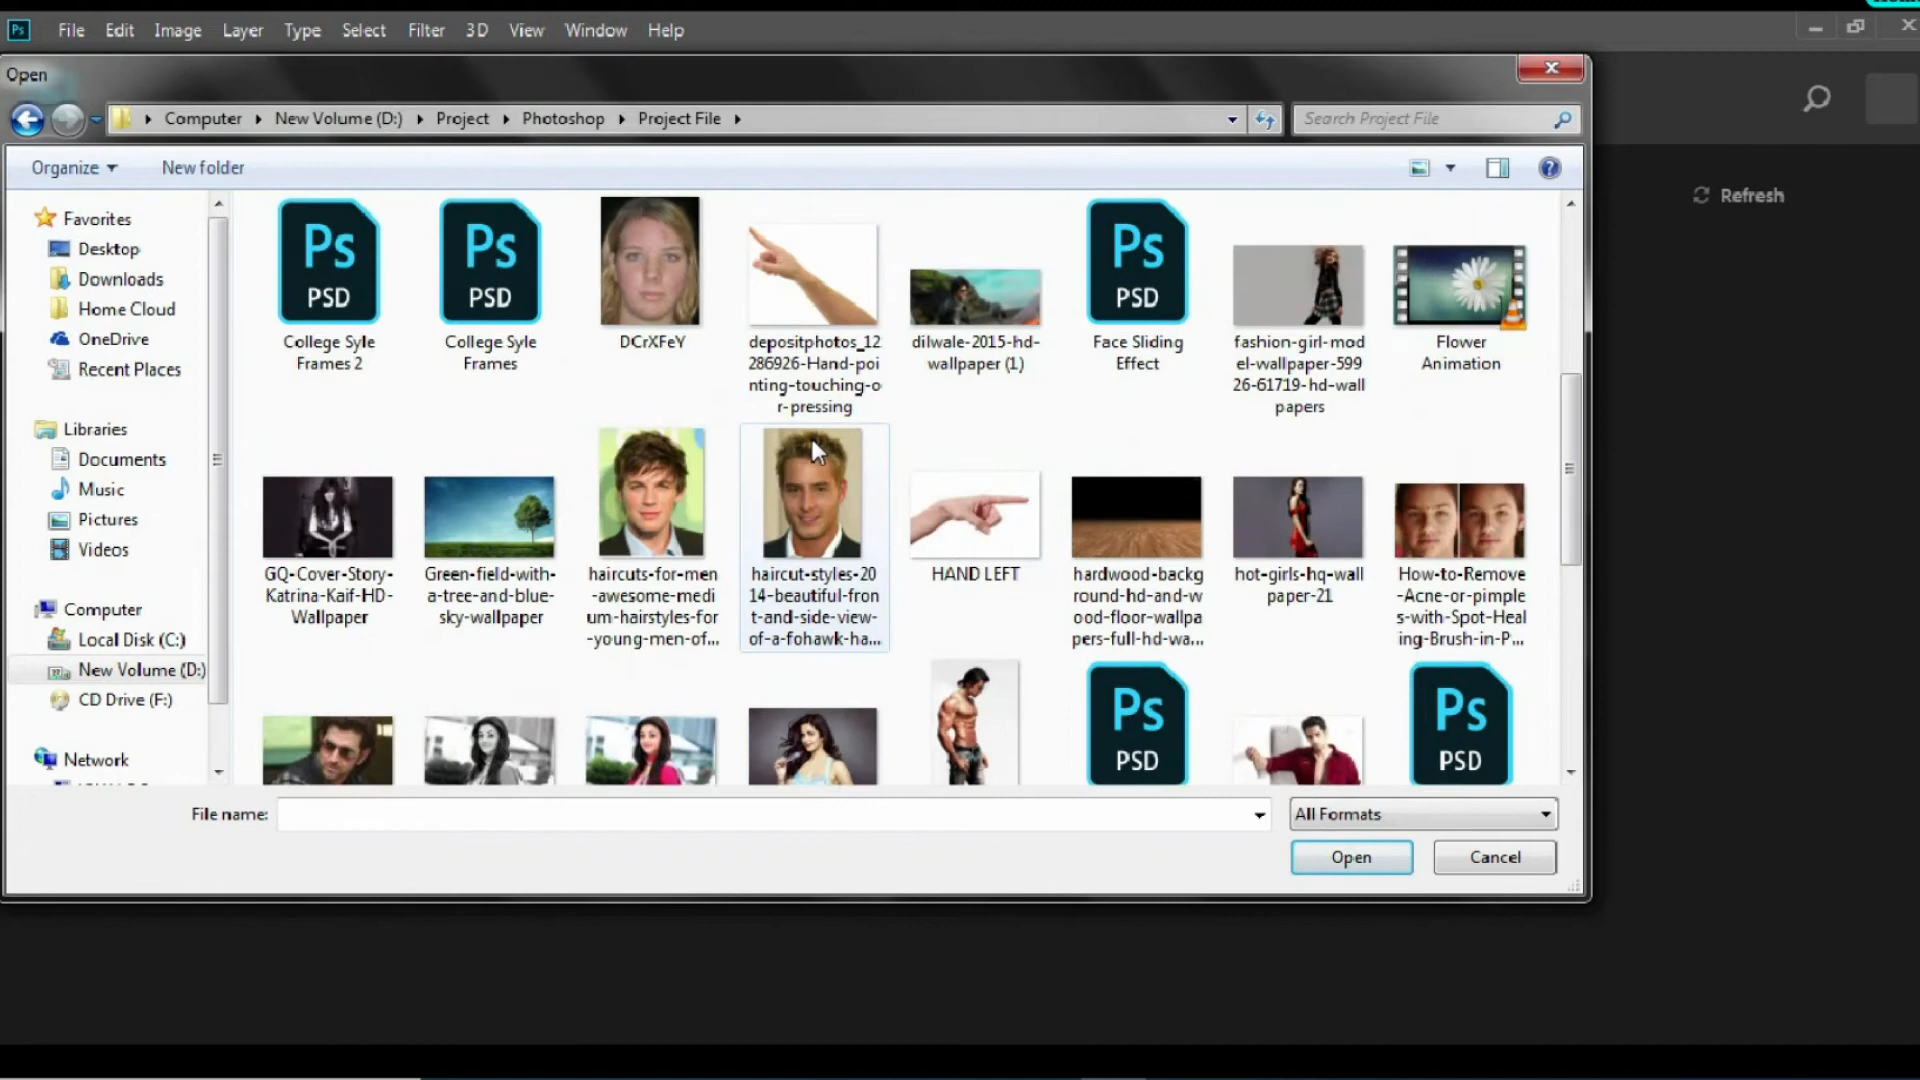 Ps File Edit Image Layer Type Select Filter 3D View Window Help
Open
Computer New Volume (D:) Project Photoshop Project File Search Project File
Organize New folder
Refresh
Favorites
Desktop
Downloads
Home Cloud
OneDrive
Recent Places
Libraries
Documents
Music
Pictures
Videos
Computer
Local Disk (C:)
New Volume (D:)
CD Drive (F:)
Network
Ps
PSD
College Syle
Frames 2
Ps
PSD
College Syle
Frames
DCrXFeY
depositphotos_12
286926-Hand-poi
nting-touching-o
r-pressing
dilwale-2015-hd-
wallpaper (1)
Ps
PSD
Face Sliding
Effect
fashion-girl-mod
el-wallpaper-599
26-61719-hd-wall
papers
Flower
Animation
GQ-Cover-Story-
Katrina-Kaif-HD-
Wallpaper
Green-field-with-
a-tree-and-blue-
sky-wallpaper
haircuts-for-men
-awesome-medi
um-hairstyles-for
-young-men-of...
haircut-styles-20
14-beautiful-fron
t-and-side-view-
of-a-fohawk-ha...
HAND LEFT
hardwood-backg
round-hd-and-w
ood-floor-wallpa
pers-full-hd-wa...
hot-girls-hq-wall
paper-21
How-to-Remove
-Acne-or-pimple
s-with-Spot-Heal
ing-Brush-in-P...
Ps
PSD
Ps
PSD
File name:
All Formats
Open Cancel